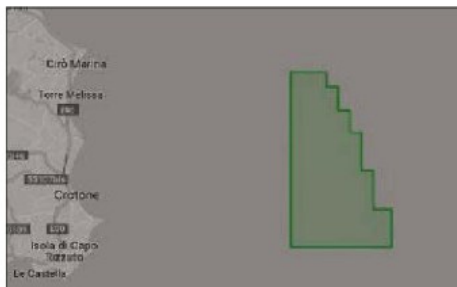 Cirò Marina
Torre Melissa
Crotone
Isola di Capo
Rizzuto
Le Castella